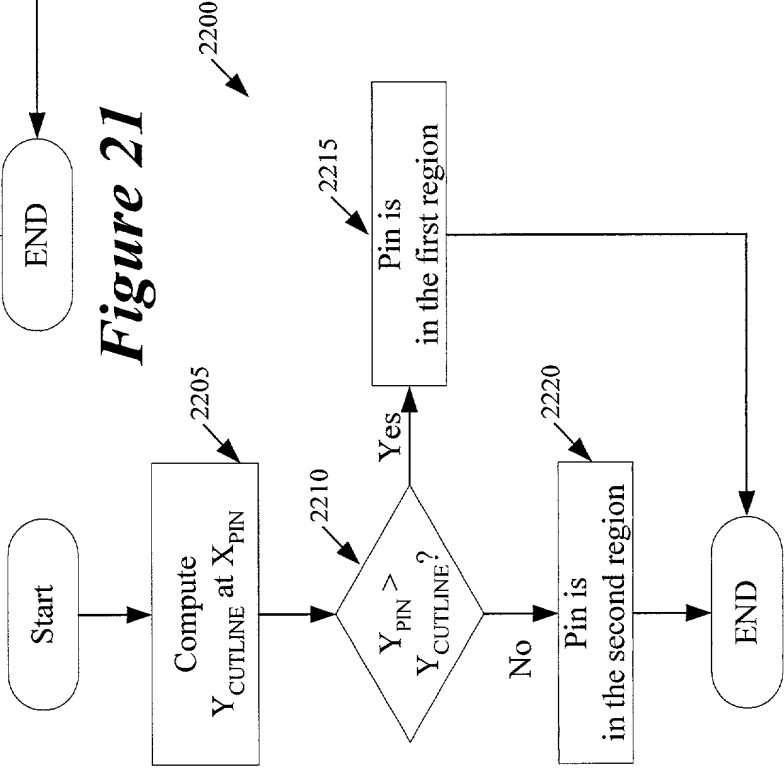 END
Figure 21
2200
Start
Compute
Y_CUTLINE at X_PIN
2205
Y_PIN >
Y_CUTLINE?
2210
Yes
Pin is
in the first region
2215
No
Pin is
in the second region
2220
END